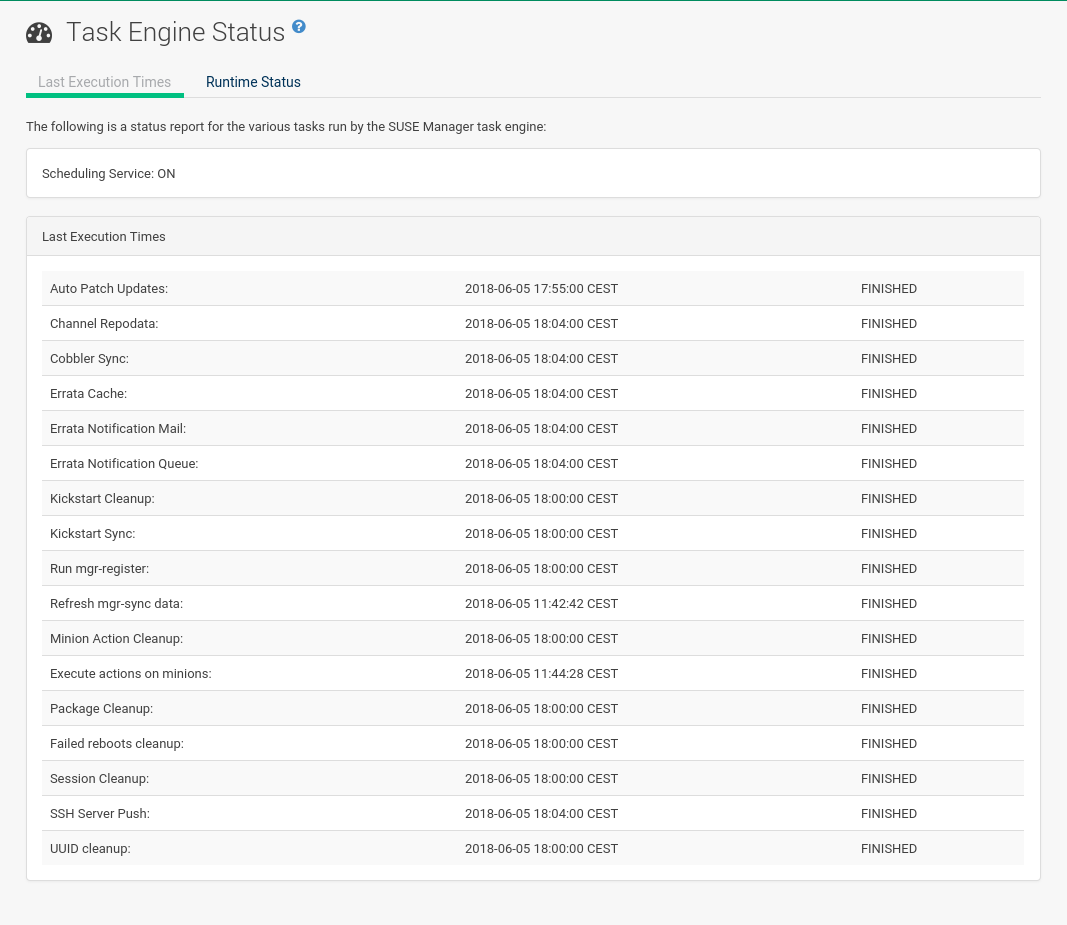 Task Engine Status ?
Last Execution Times Runtime Status
The following is a status report for the various tasks run by the SUSE Manager task engine:
Scheduling Service: ON
Last Execution Times
Auto Patch Updates: 2018-06-05 17:55:00 CEST FINISHED
Channel Repodata: 2018-06-05 18:04:00 CEST FINISHED
Cobbler Sync: 2018-06-05 18:04:00 CEST FINISHED
Errata Cache: 2018-06-05 18:04:00 CEST FINISHED
Errata Notification Mail: 2018-06-05 18:04:00 CEST FINISHED
Errata Notification Queue: 2018-06-05 18:04:00 CEST FINISHED
Kickstart Cleanup: 2018-06-05 18:00:00 CEST FINISHED
Kickstart Sync: 2018-06-05 18:00:00 CEST FINISHED
Run mgr-register: 2018-06-05 18:00:00 CEST FINISHED
Refresh mgr-sync data: 2018-06-05 11:42:42 CEST FINISHED
Minion Action Cleanup: 2018-06-05 18:00:00 CEST FINISHED
Execute actions on minions: 2018-06-05 11:44:28 CEST FINISHED
Package Cleanup: 2018-06-05 18:00:00 CEST FINISHED
Failed reboots cleanup: 2018-06-05 18:00:00 CEST FINISHED
Session Cleanup: 2018-06-05 18:00:00 CEST FINISHED
SSH Server Push: 2018-06-05 18:04:00 CEST FINISHED
UUID cleanup: 2018-06-05 18:00:00 CEST FINISHED